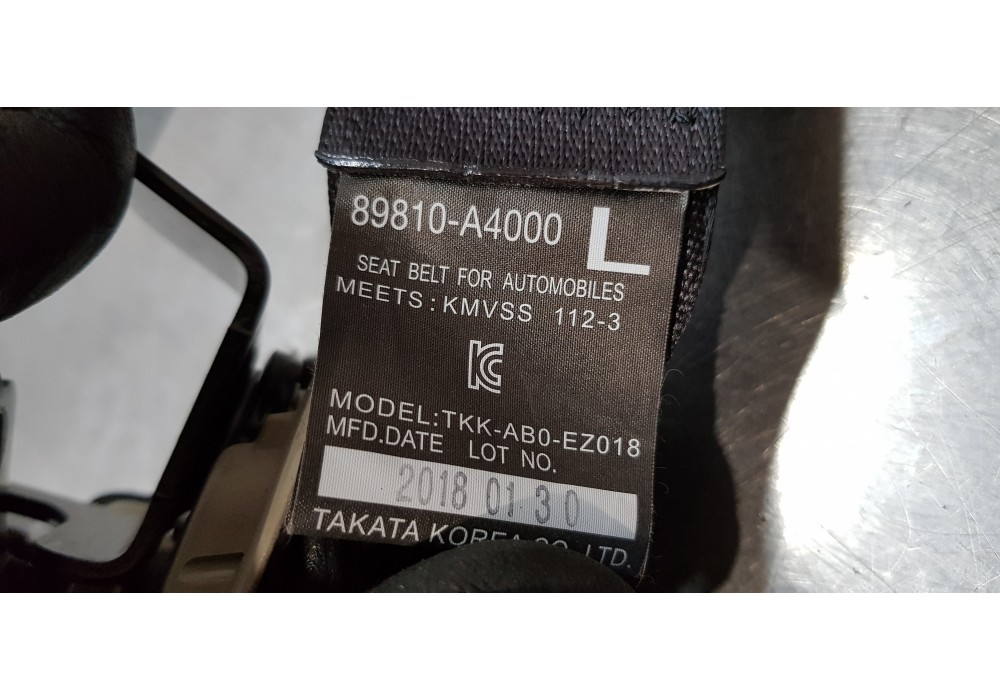 89810-A4000 L
SEAT BELT FOR AUTOMOBILES
MEETS : KMVSS 112-3
KC
MODEL:TKK-AB0-EZ018
MFD.DATE LOT NO.
2018 01 30
TAKATA KOREA CO., LTD.